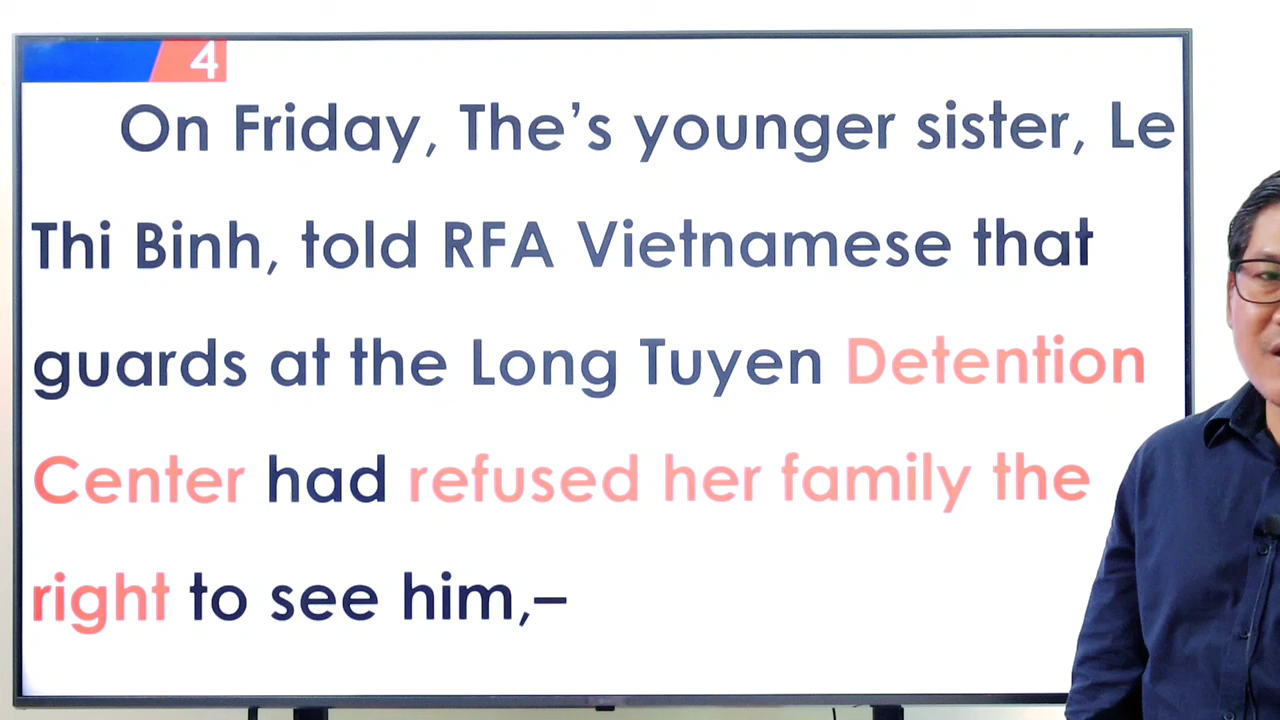 4
On Friday, The’s younger sister, Le
Thi Binh, told RFA Vietnamese that
guards at the Long Tuyen Detention
Center had refused her family the
right to see him,–